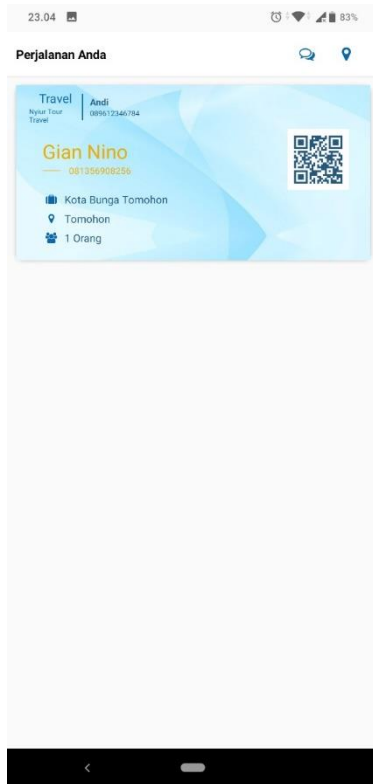 23.04
83%
Perjalanan Anda
Travel
Nyiur Tour
Travel
Andi
089612346784
Gian Nino
081356908256
Kota Bunga Tomohon
Tomohon
1 Orang